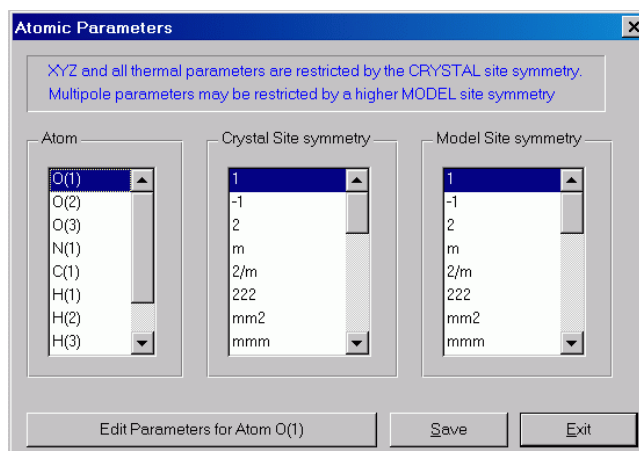 Atomic Parameters
XYZ and all thermal parameters are restricted by the CRYSTAL site symmetry.
Multipole parameters may be restricted by a higher MODEL site symmetry
Atom
O(1)
O(2)
O(3)
N(1)
C(1)
H(1)
H(2)
H(3)
Crystal Site symmetry
1
-1
2
m
2/m
222
mm2
mmm
Model Site symmetry
1
-1
2
m
2/m
222
mm2
mmm
Edit Parameters for Atom O(1)
Save
Exit